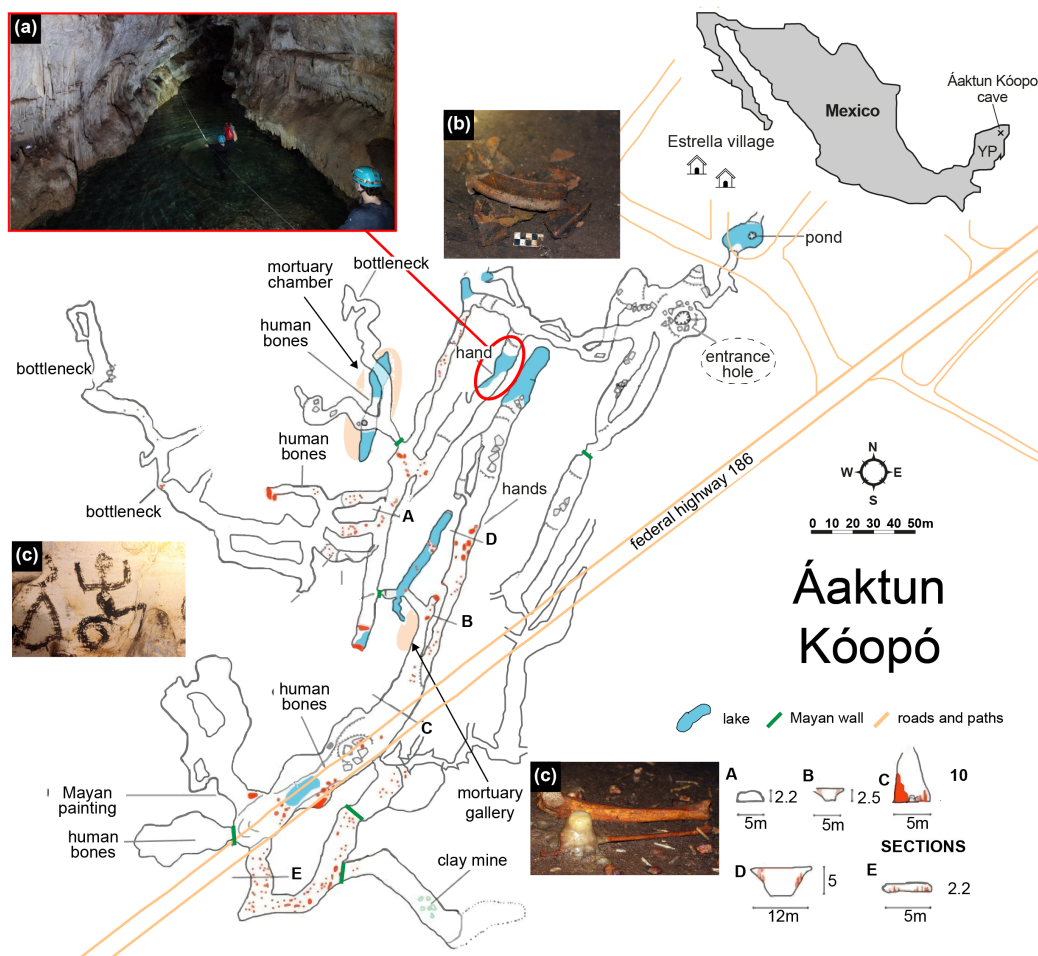 (a)
(b)
Mexico
Áaktun Kóopo
cave
YP
Estrella village
pond
mortuary
chamber
bottleneck
human
bones
hand
entrance
hole
bottleneck
human
bones
bottleneck
hands
A
D
B
federal highway 186
N
W
E
S
0 10 20 30 40 50m
(c)
Áaktun
Kóopó
human
bones
C
lake
Mayan wall
roads and paths
Mayan
painting
human
bones
mortuary
gallery
(c)
clay mine
E
A
2.2
5m
B
2.5
5m
C
10
5m
SECTIONS
D
5
12m
E
2.2
5m